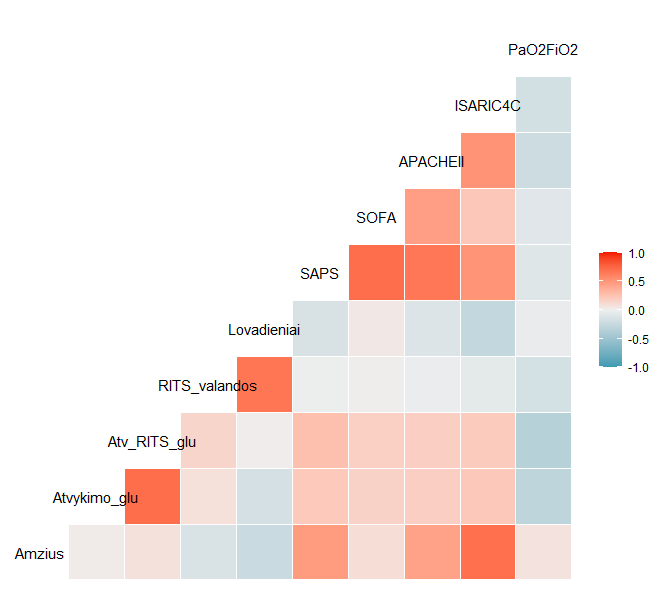 PaO2FiO2
ISARIC4C
APACHEII
SOFA
SAPS
Lovadieniai
RITS_valandos
Atv_RITS_glu
Atvykimo_glu
Amzius
1.0
0.5
0.0
-0.5
-1.0